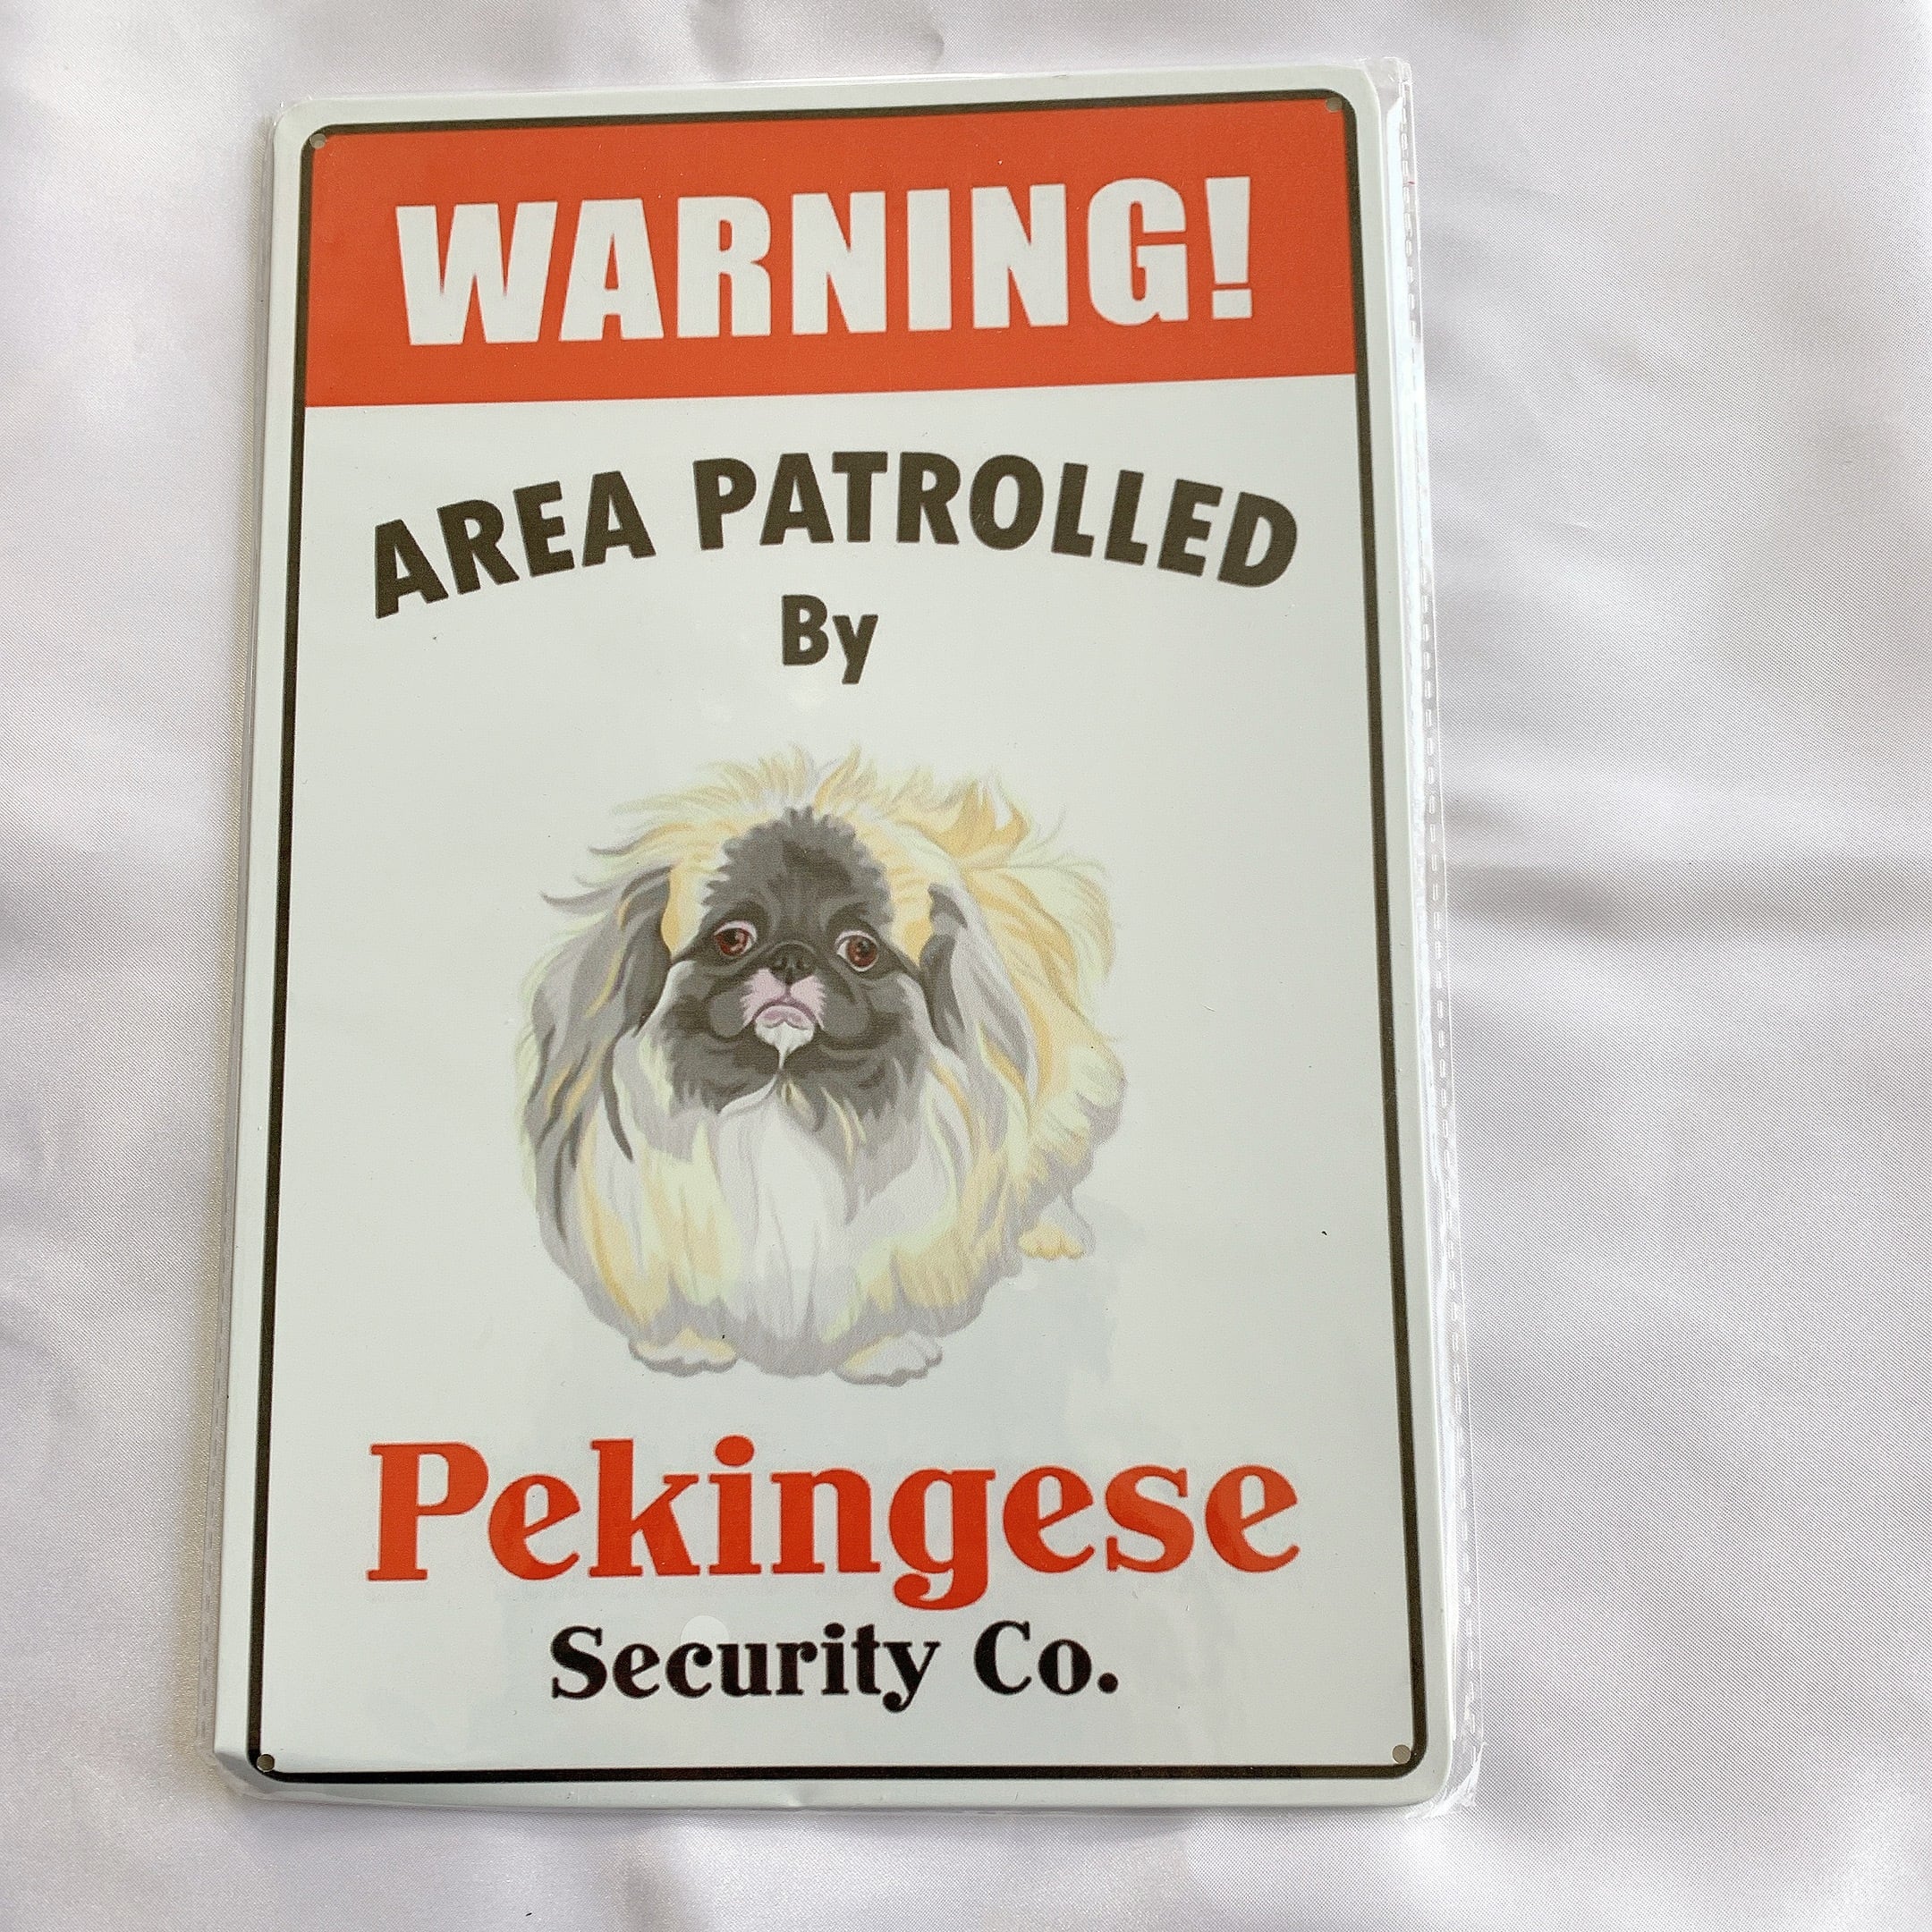 WARNING!
AREA PATROLLED
By
Pekingese
Security Co.